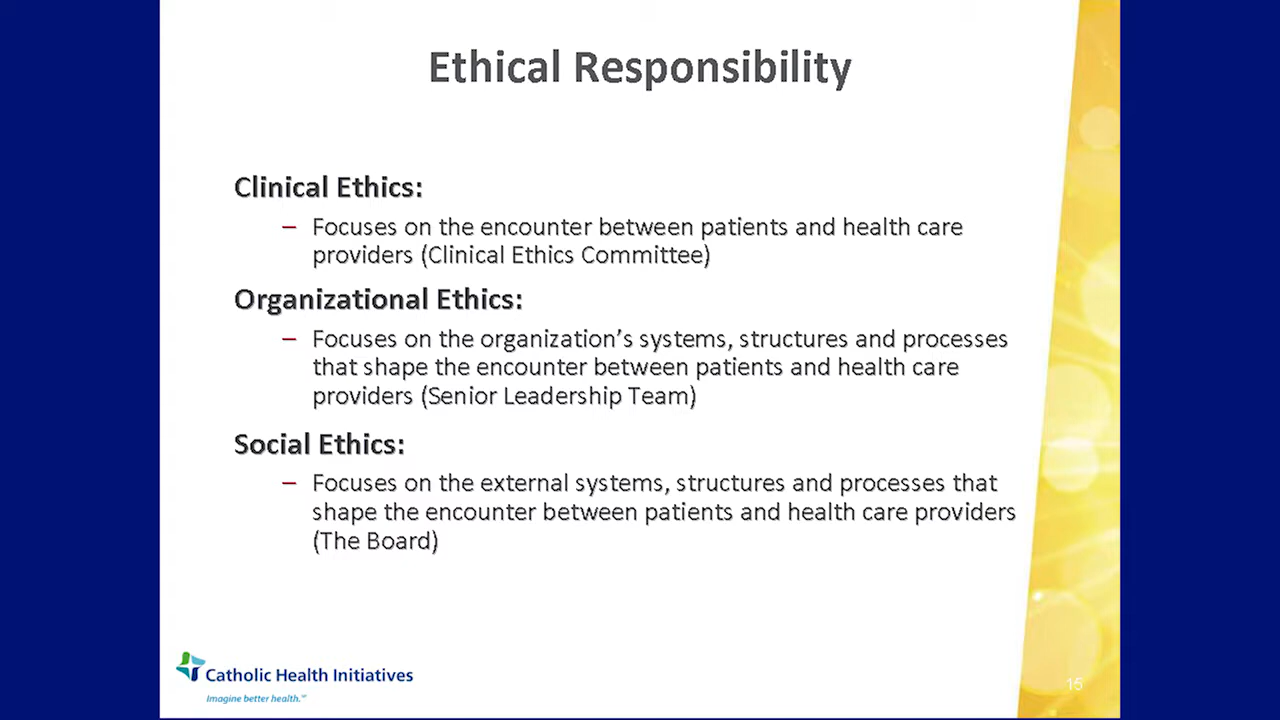 Ethical Responsibility
Clinical Ethics:
– Focuses on the encounter between patients and health care
providers (Clinical Ethics Committee)
Organizational Ethics:
– Focuses on the organization’s systems, structures and processes
that shape the encounter between patients and health care
providers (Senior Leadership Team)
Social Ethics:
– Focuses on the external systems, structures and processes that
shape the encounter between patients and health care providers
(The Board)
Catholic Health Initiatives
Imagine better health.℠
15